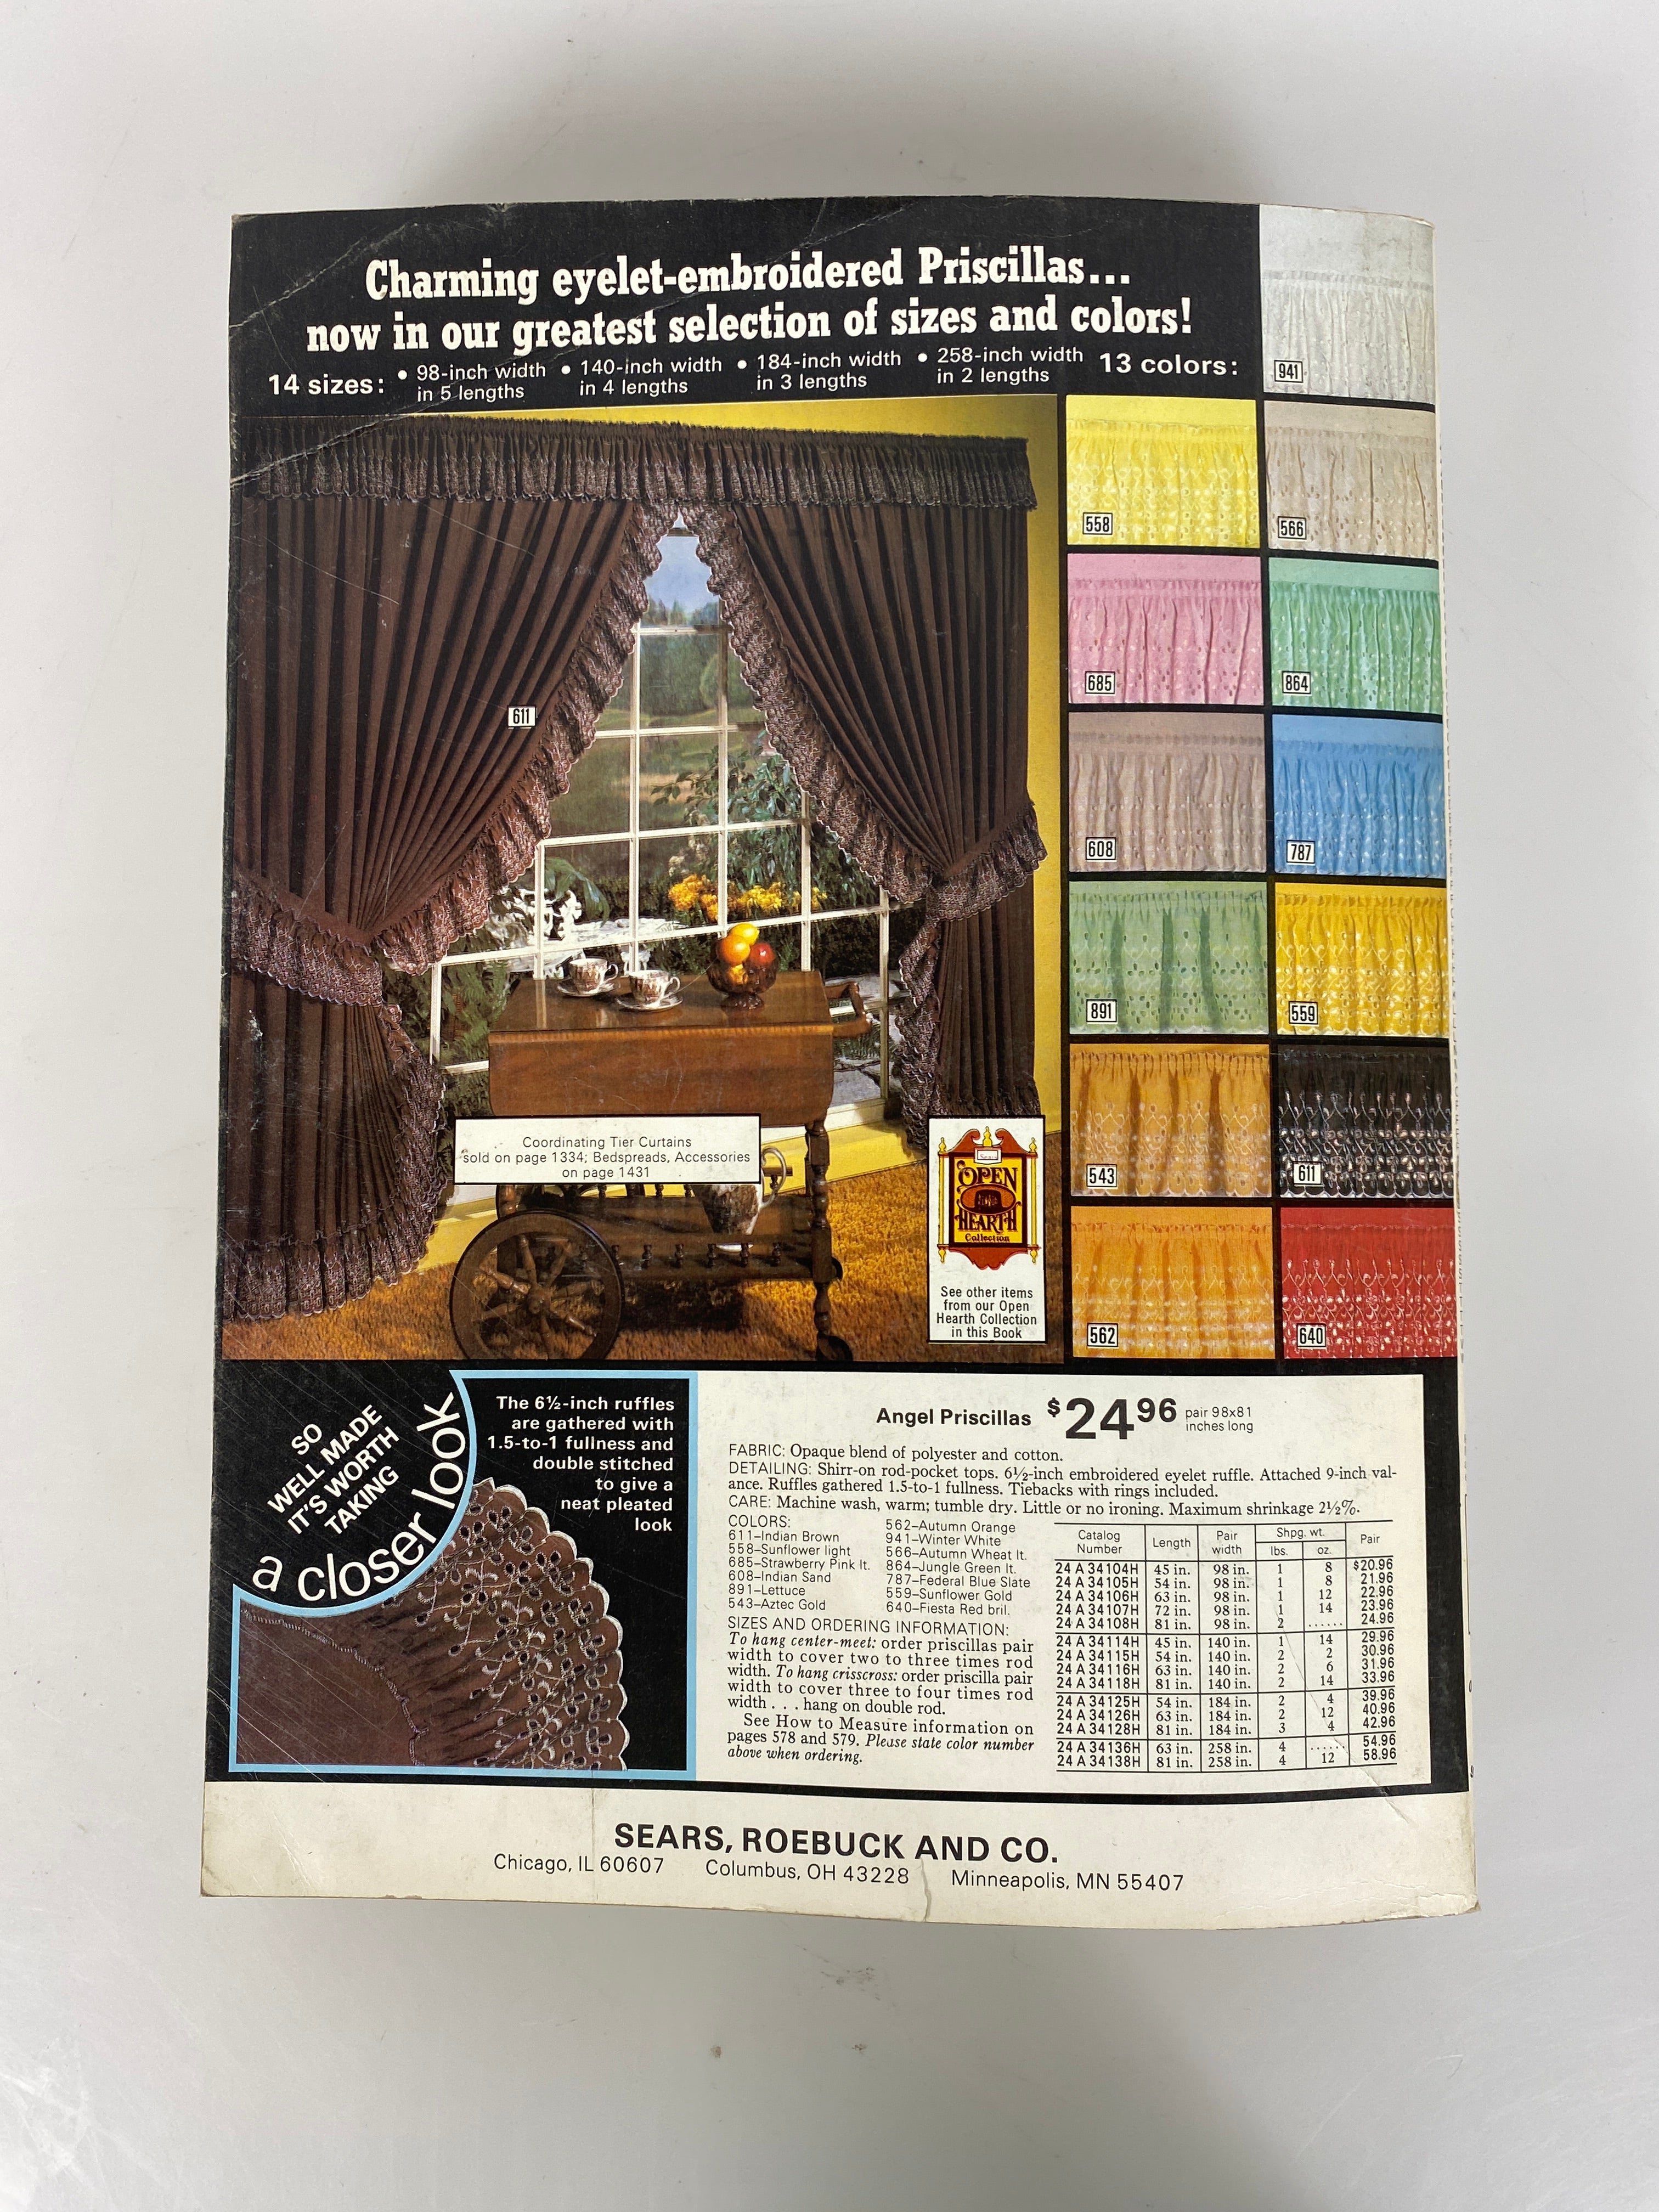 Charming eyelet-embroidered Priscillas...
now in our greatest selection of sizes and colors!
14 sizes: • 98-inch width in 5 lengths • 140-inch width in 4 lengths • 184-inch width in 3 lengths • 258-inch width in 2 lengths 13 colors:
941
558
566
685
864
611
608
787
891
559
543
611
562
640
Coordinating Tier Curtains
sold on page 1334; Bedspreads, Accessories
on page 1431
Sears
OPEN
HEARTH
Collection
See other items
from our Open
Hearth Collection
in this Book
SO
WELL MADE
IT'S WORTH
TAKING
a closer look
The 6½-inch ruffles
are gathered with
1.5-to-1 fullness and
double stitched
to give a
neat pleated
look
Angel Priscillas $24.96 pair 98x81 inches long
FABRIC: Opaque blend of polyester and cotton.
DETAILING: Shirr-on rod-pocket tops. 6½-inch embroidered eyelet ruffle. Attached 9-inch val-
ance. Ruffles gathered 1.5-to-1 fullness. Tiebacks with rings included.
CARE: Machine wash, warm; tumble dry. Little or no ironing. Maximum shrinkage 2½%.
COLORS:
611–Indian Brown
558–Sunflower light
685–Strawberry Pink lt.
608–Indian Sand
891–Lettuce
543–Aztec Gold
562–Autumn Orange
941–Winter White
566–Autumn Wheat lt.
864–Jungle Green lt.
787–Federal Blue Slate
559–Sunflower Gold
640–Fiesta Red bril.
SIZES AND ORDERING INFORMATION:
To hang center-meet: order priscillas pair
width to cover two to three times rod
width. To hang crisscross: order priscilla pair
width to cover three to four times rod
width . . . hang on double rod.
See How to Measure information on
pages 578 and 579. Please state color number
above when ordering.
Catalog Number Length Pair width Shpg. wt. lbs. oz. Pair
24 A 34104H 45 in. 98 in. 1 8 $20.96
24 A 34105H 54 in. 98 in. 1 8 21.96
24 A 34106H 63 in. 98 in. 1 12 22.96
24 A 34107H 72 in. 98 in. 1 14 23.96
24 A 34108H 81 in. 98 in. 2 ...... 24.96
24 A 34114H 45 in. 140 in. 1 14 29.96
24 A 34115H 54 in. 140 in. 2 2 30.96
24 A 34116H 63 in. 140 in. 2 6 31.96
24 A 34118H 81 in. 140 in. 2 14 33.96
24 A 34125H 54 in. 184 in. 2 4 39.96
24 A 34126H 63 in. 184 in. 2 12 40.96
24 A 34128H 81 in. 184 in. 3 4 42.96
24 A 34136H 63 in. 258 in. 4 ...... 54.96
24 A 34138H 81 in. 258 in. 4 12 58.96
SEARS, ROEBUCK AND CO.
Chicago, IL 60607 Columbus, OH 43228 Minneapolis, MN 55407